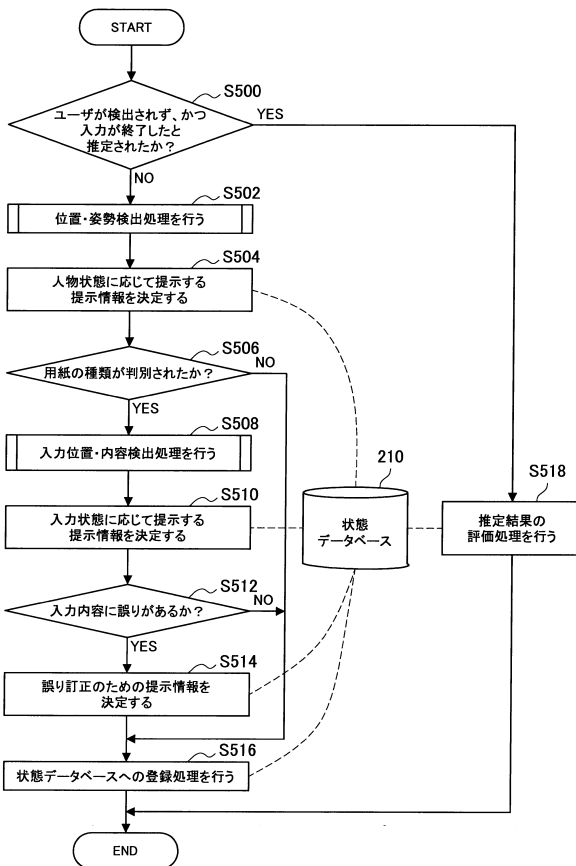 START
S500
ユーザが検出されず、かつ
入力が終了したと
推定されたか？
YES
NO
S502
位置・姿勢検出処理を行う
S504
人物状態に応じて提示する
提示情報を決定する
S506
用紙の種類が判別されたか？
NO
YES
S508
入力位置・内容検出処理を行う
S510
入力状態に応じて提示する
提示情報を決定する
210
状態
データベース
S518
推定結果の
評価処理を行う
S512
入力内容に誤りがあるか？
NO
YES
S514
誤り訂正のための提示情報を
決定する
S516
状態データベースへの登録処理を行う
END